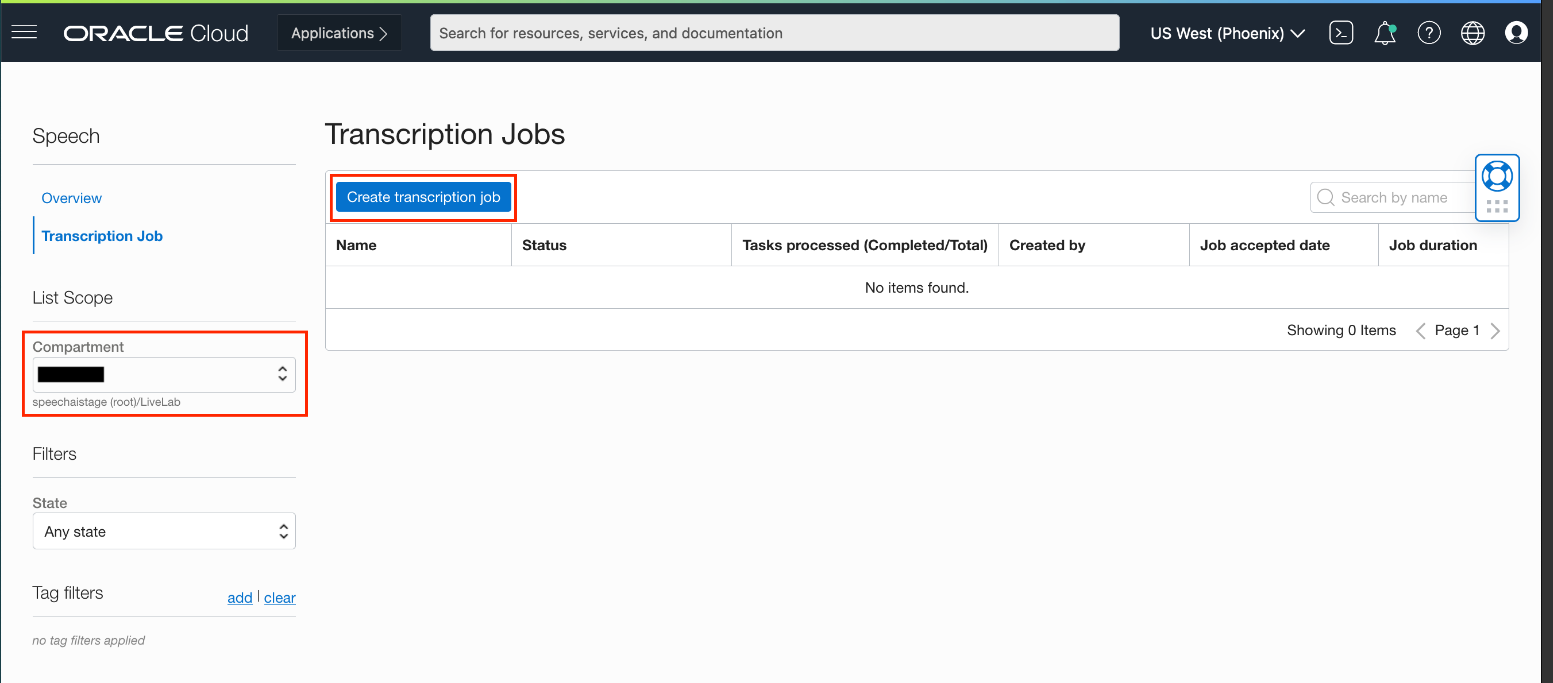 ORACLE Cloud
Applications
Search for resources, services, and documentation
US West (Phoenix)
Speech
Overview
Transcription Job
List Scope
Compartment
speechaistage (root)/LiveLab
Filters
State
Any state
Tag filters
add | clear
no tag filters applied
Transcription Jobs
Create transcription job
Search by name
Name Status Tasks processed (Completed/Total) Created by Job accepted date Job duration
No items found.
Showing 0 Items Page 1